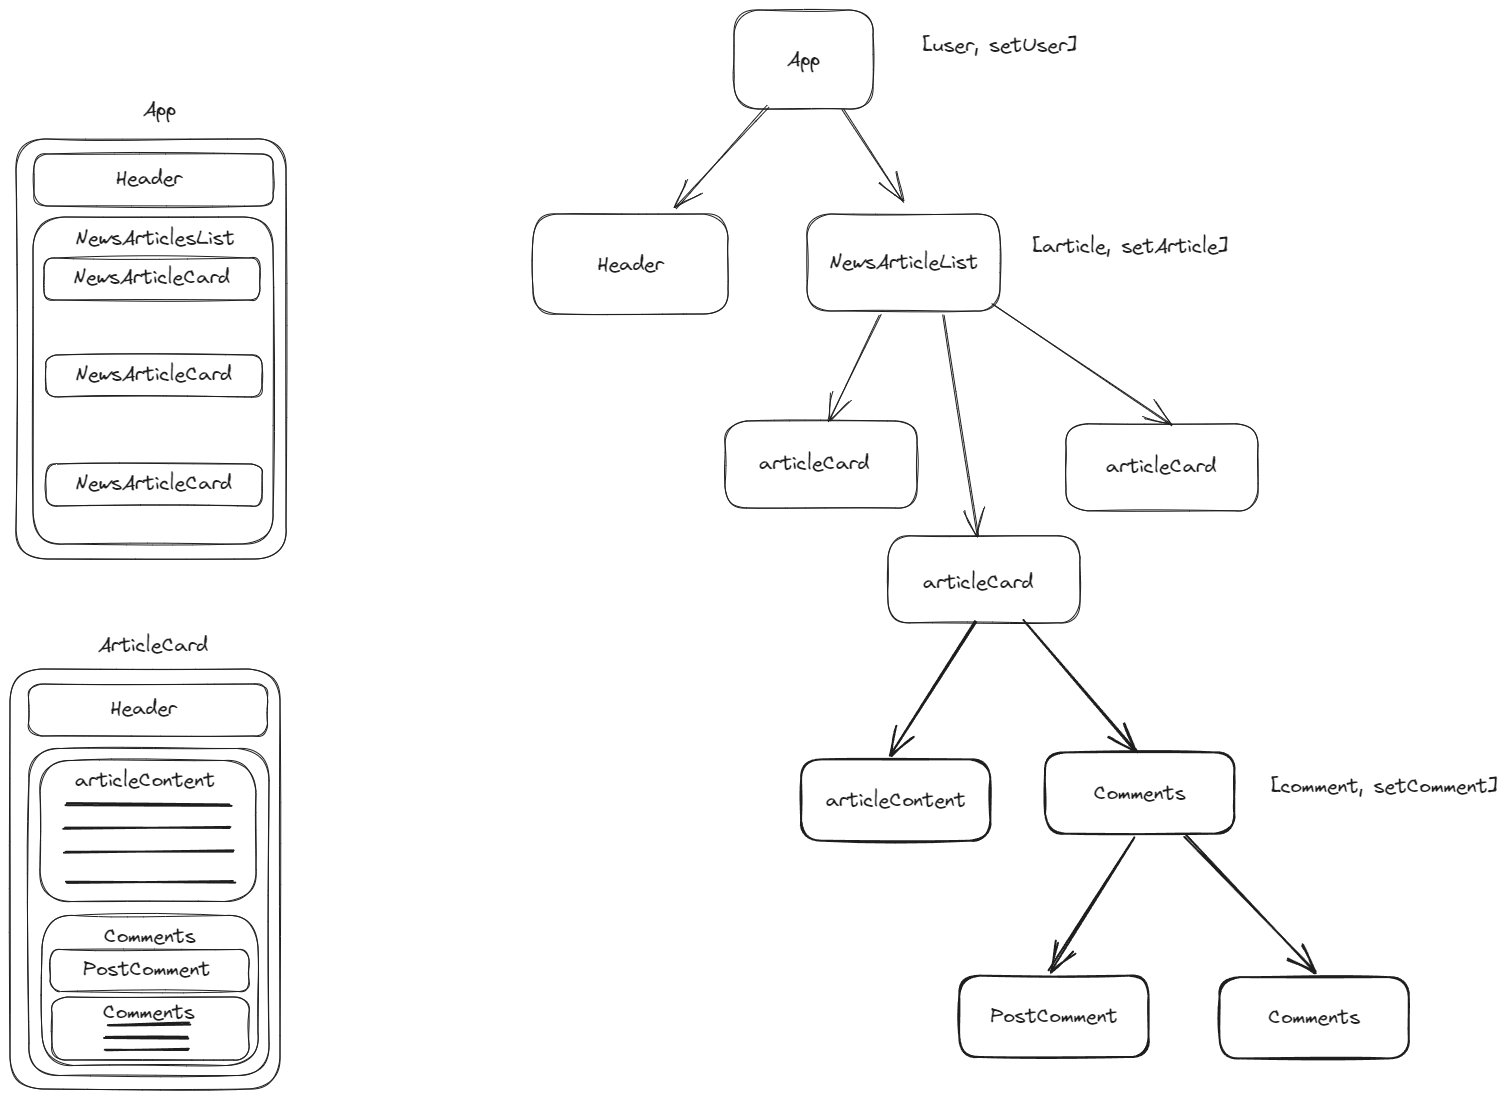 App
Header
NewsArticlesList
NewsArticleCard
NewsArticleCard
NewsArticleCard
ArticleCard
Header
articleContent
Comments
PostComment
Comments
App
[user, setUser]
Header
NewsArticleList
[article, setArticle]
articleCard
articleCard
articleCard
articleContent
Comments
[comment, setComment]
PostComment
Comments